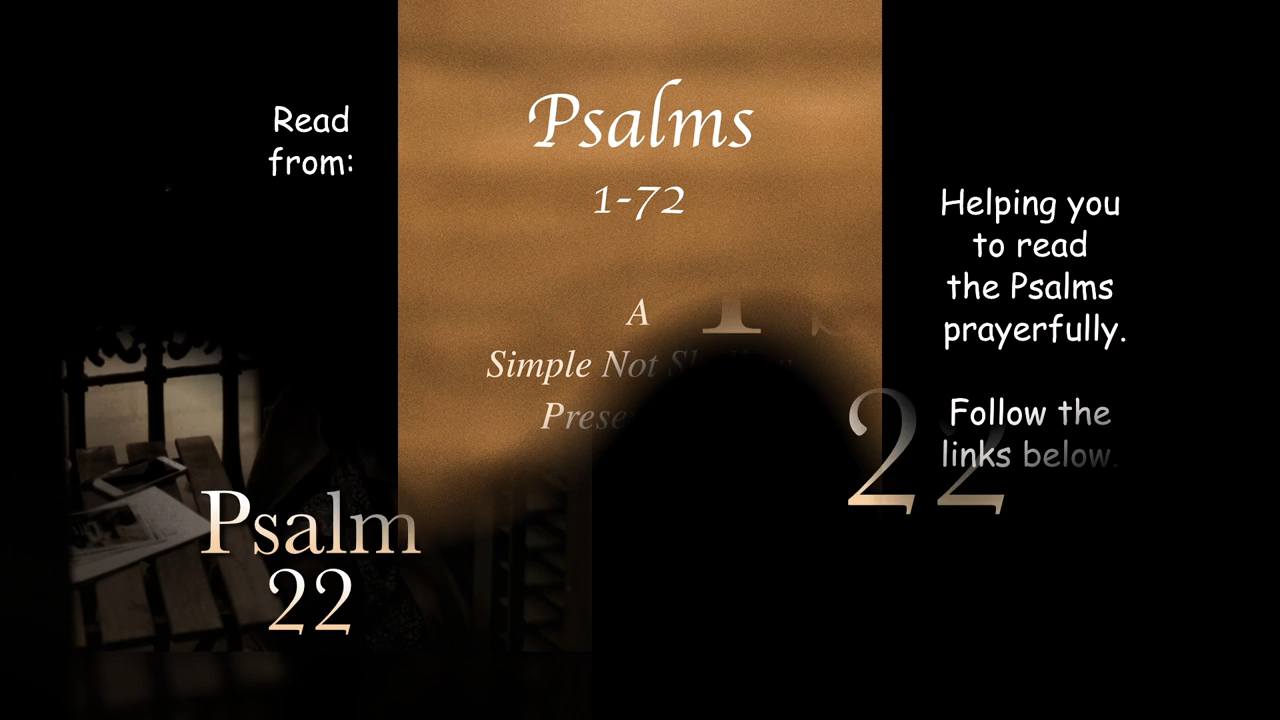 Read
from:
Psalms
1-72
A
Simple Not
Helping you
to read
the Psalms
prayerfully.
Follow the
links below.
22
Psalm
22